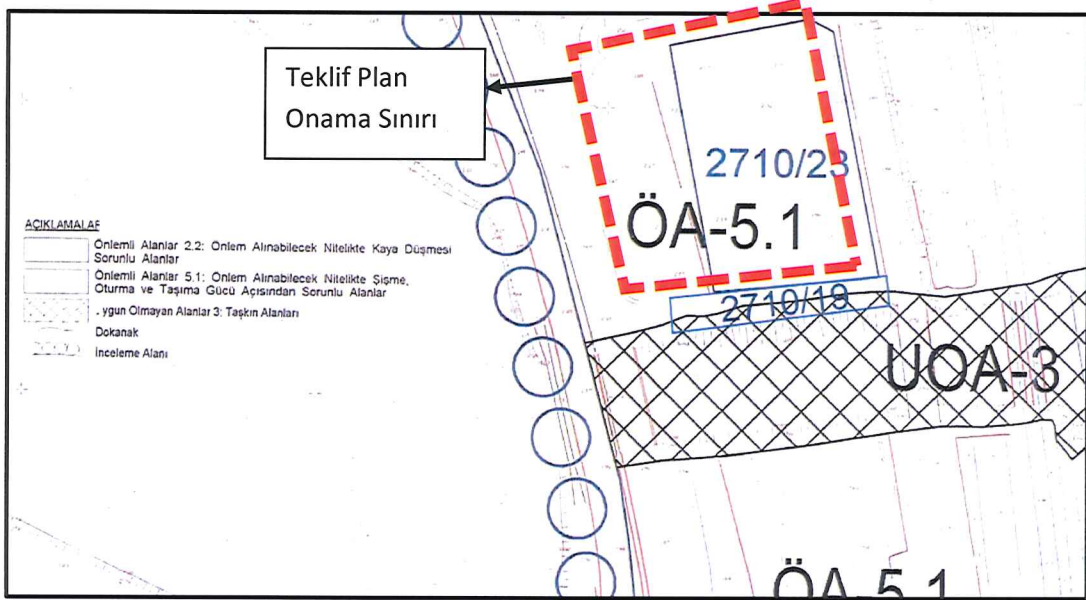 Teklif Plan
Onama Sınırı
2710/23
ÖA-5.1
2710/19
UOA-3
ÖA-5.1
AÇIKLAMALAR
Önlemli Alanlar 2.2: Önlem Alınabilecek Nitelikte Kaya Düşmesi
Sorunlu Alanlar
Önlemli Alanlar 5.1: Önlem Alınabilecek Nitelikte Şişme,
Oturma ve Taşıma Gücü Açısından Sorunlu Alanlar
ygun Olmayan Alanlar 3: Taşkın Alanları
Dokanak
İnceleme Alanı